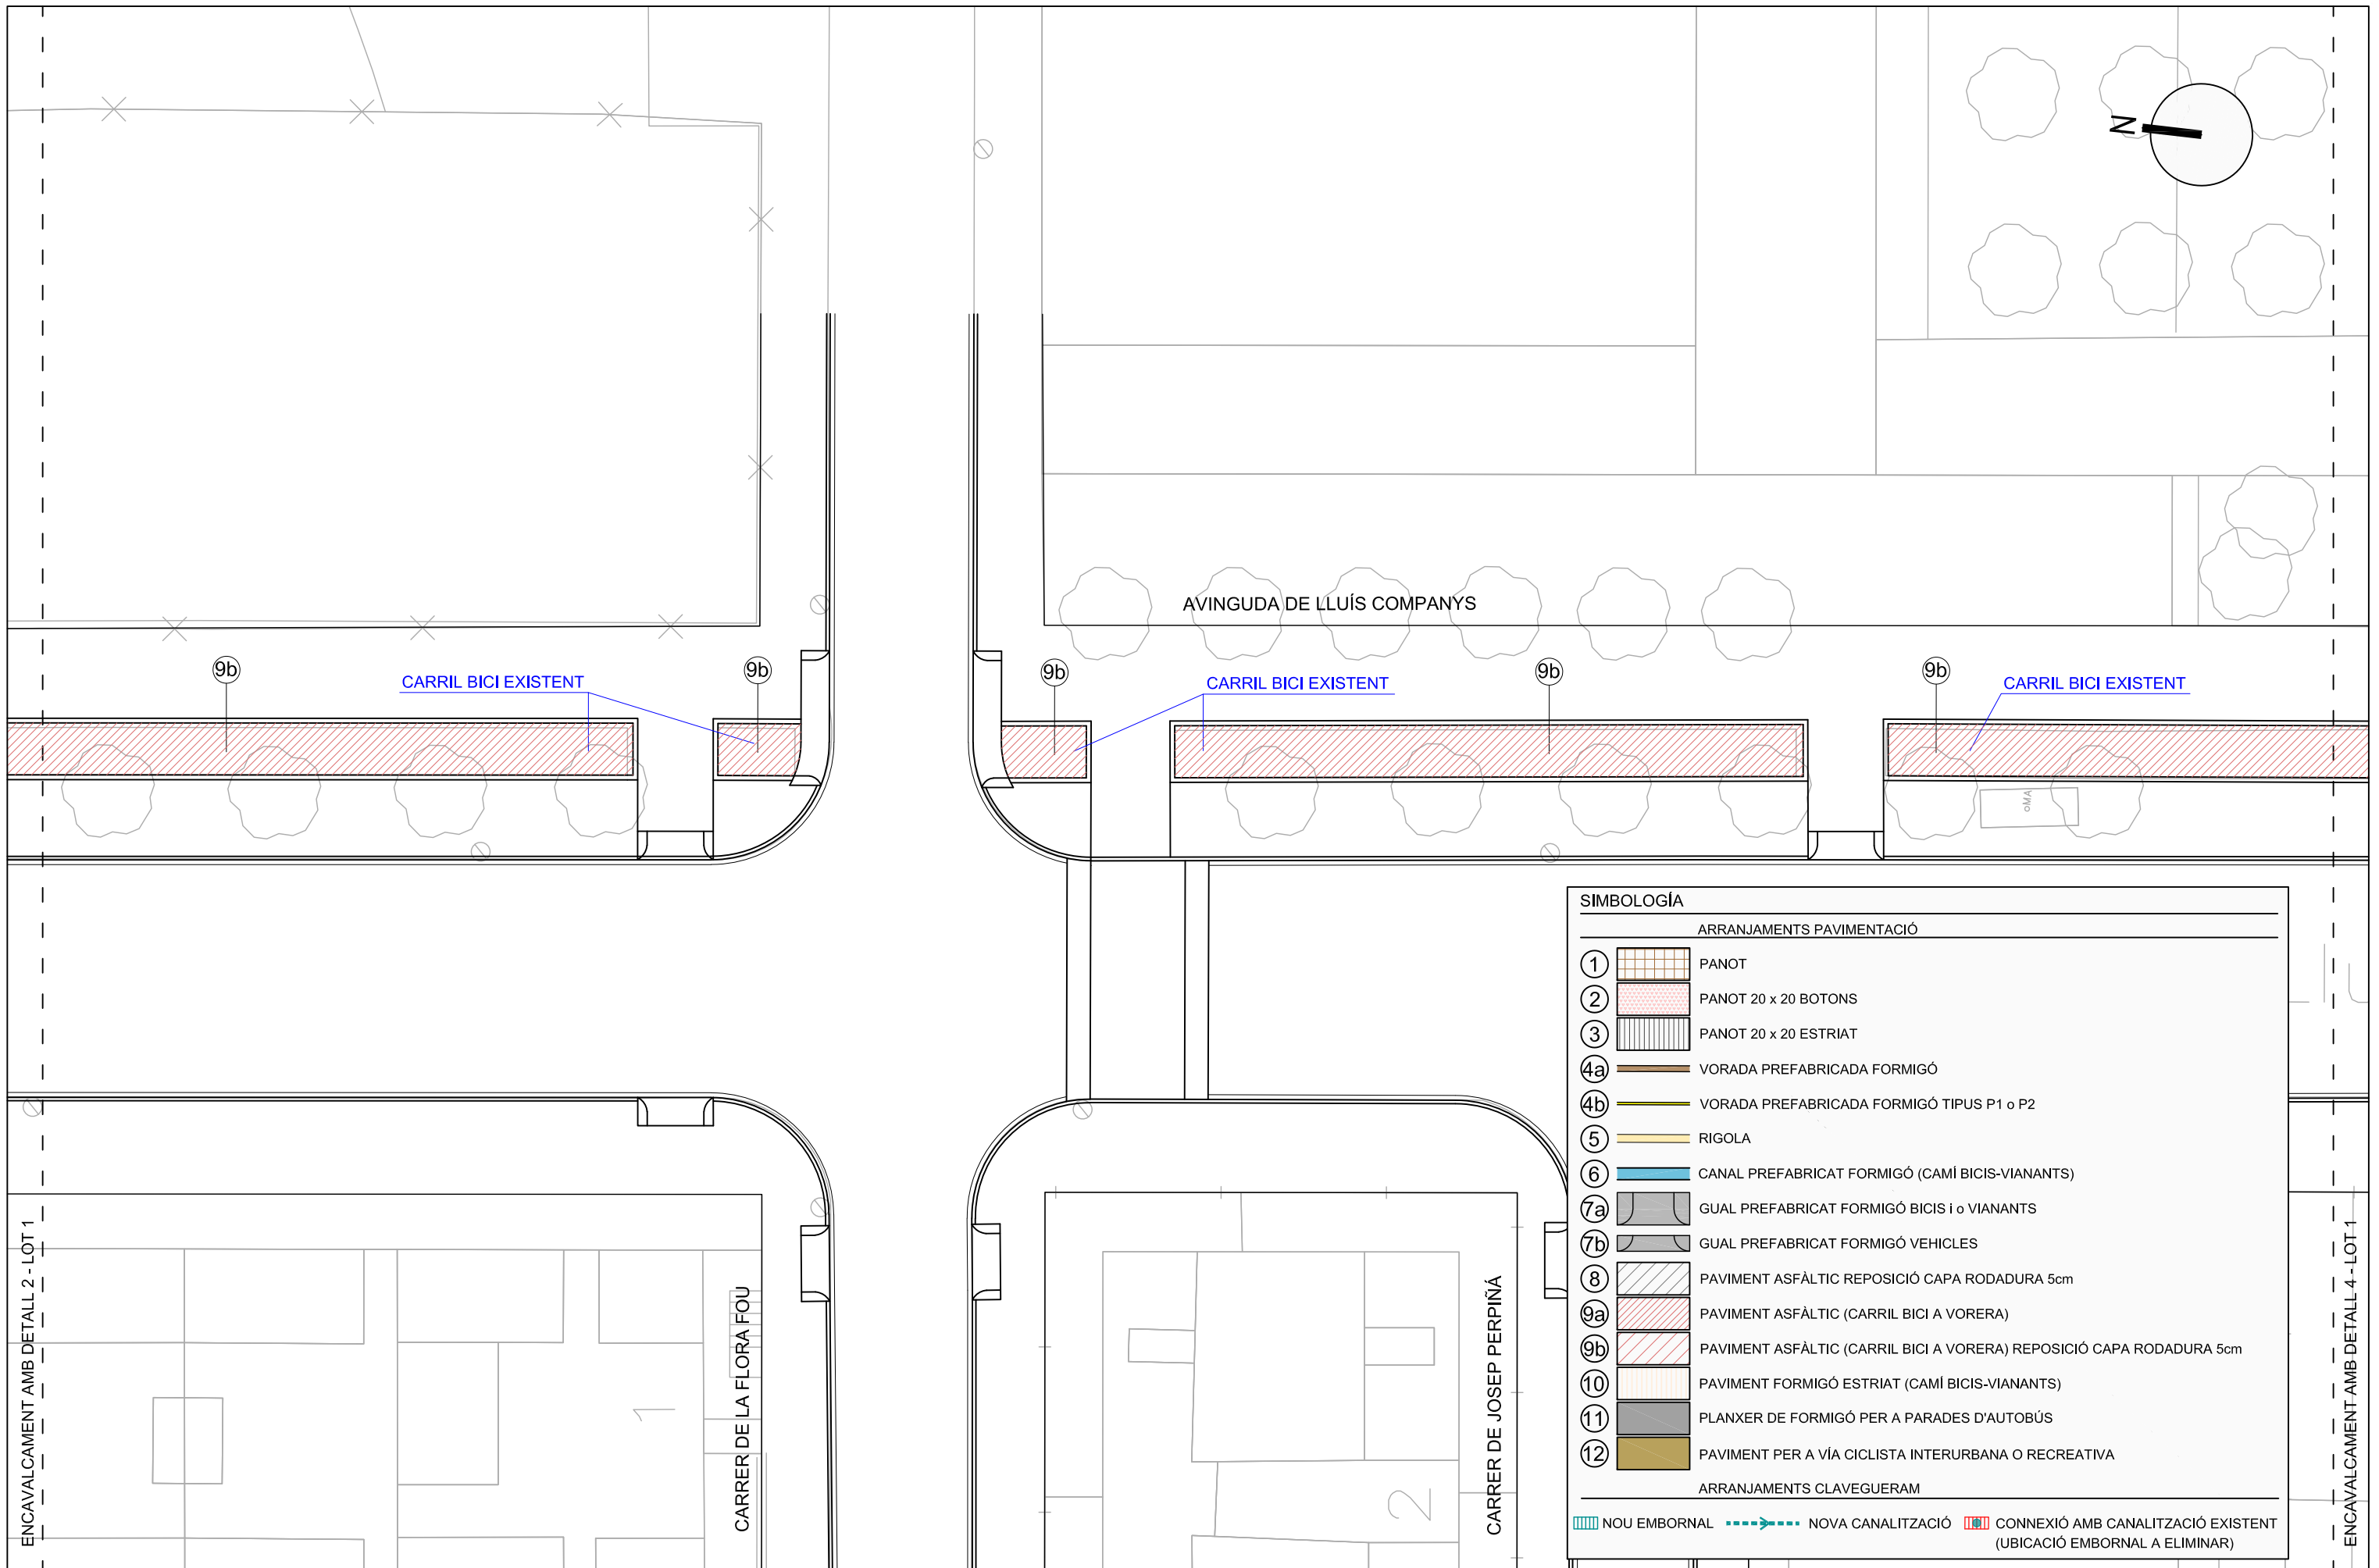 N
AVINGUDA DE LLUÍS COMPANYS
9b
9b
9b
9b
9b
CARRIL BICI EXISTENT
CARRIL BICI EXISTENT
CARRIL BICI EXISTENT
oMA
ENCAVALCAMENT AMB DETALL 2 - LOT 1
1
CARRER DE LA FLORA FOU
2
CARRER DE JOSEP PERPIÑÁ
ENCAVALCAMENT AMB DETALL 4 - LOT 1
SIMBOLOGÍA
ARRANJAMENTS PAVIMENTACIÓ
1 PANOT
2 PANOT 20 x 20 BOTONS
3 PANOT 20 x 20 ESTRIAT
4a VORADA PREFABRICADA FORMIGÓ
4b VORADA PREFABRICADA FORMIGÓ TIPUS P1 o P2
5 RIGOLA
6 CANAL PREFABRICAT FORMIGÓ (CAMÍ BICIS-VIANANTS)
7a GUAL PREFABRICAT FORMIGÓ BICIS i o VIANANTS
7b GUAL PREFABRICAT FORMIGÓ VEHICLES
8 PAVIMENT ASFÀLTIC REPOSICIÓ CAPA RODADURA 5cm
9a PAVIMENT ASFÀLTIC (CARRIL BICI A VORERA)
9b PAVIMENT ASFÀLTIC (CARRIL BICI A VORERA) REPOSICIÓ CAPA RODADURA 5cm
10 PAVIMENT FORMIGÓ ESTRIAT (CAMÍ BICIS-VIANANTS)
11 PLANXER DE FORMIGÓ PER A PARADES D'AUTOBÚS
12 PAVIMENT PER A VÍA CICLISTA INTERURBANA O RECREATIVA
ARRANJAMENTS CLAVEGUERAM
NOU EMBORNAL NOVA CANALITZACIÓ CONNEXIÓ AMB CANALITZACIÓ EXISTENT
(UBICACIÓ EMBORNAL A ELIMINAR)